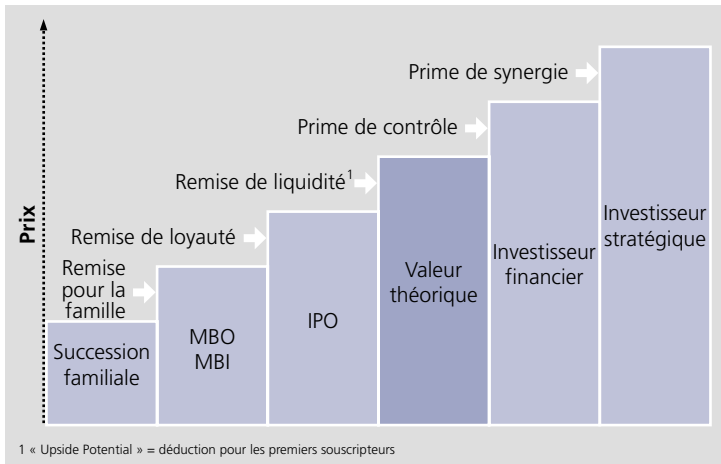 Prix
Prime de synergie
Prime de contrôle
Remise de liquidité¹
Remise de loyauté
Remise
pour la
famille
Succession
familiale
MBO
MBI
IPO
Valeur
théorique
Investisseur
financier
Investisseur
stratégique
1 « Upside Potential » = déduction pour les premiers souscripteurs